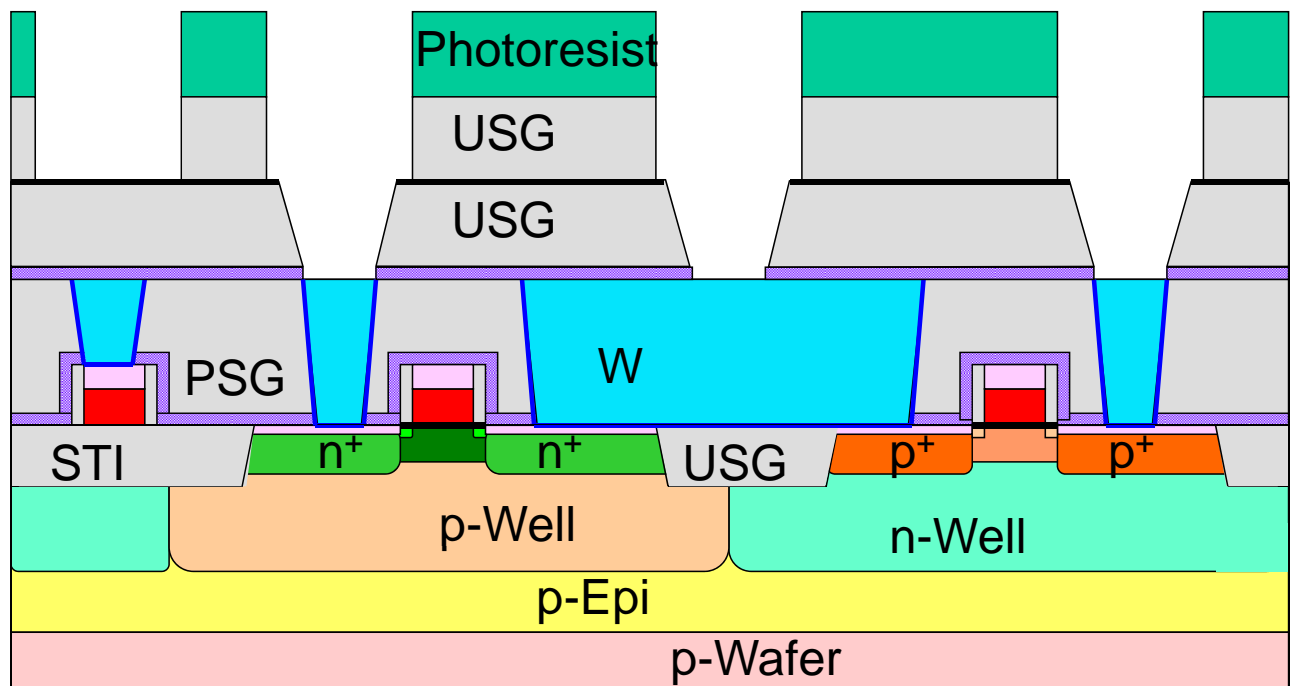 Photoresist
USG
USG
W
PSG
STI
n+
n+
USG
p+
p+
p-Well
n-Well
p-Epi
p-Wafer